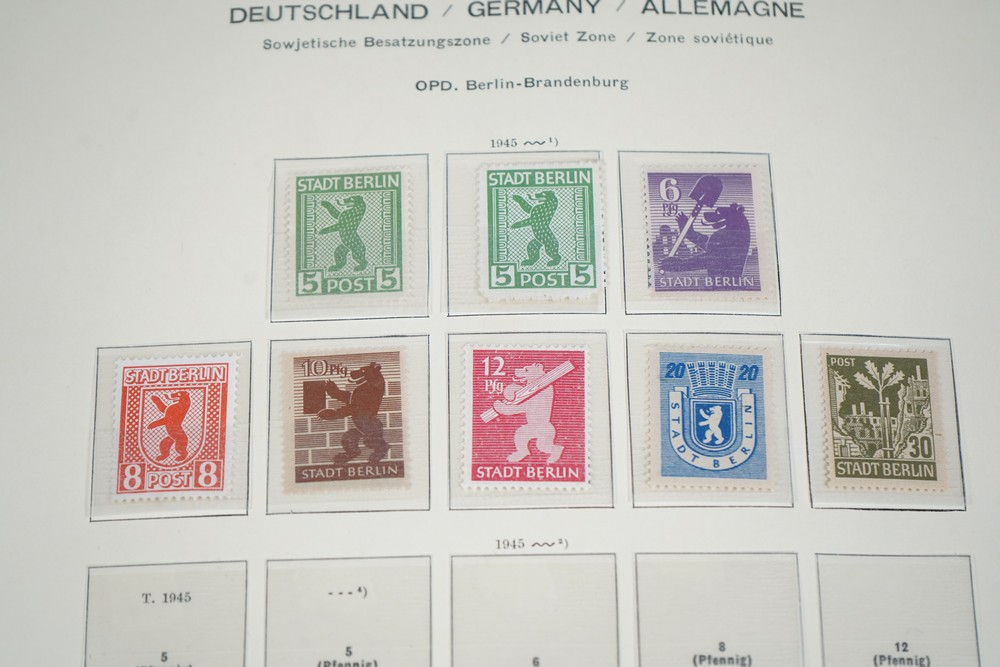 DEUTSCHLAND / GERMANY / ALLEMAGNE
Sowjetische Besatzungszone / Soviet Zone / Zone soviétique
OPD. Berlin-Brandenburg
1945 ~~ ¹)
STADT BERLIN
5 POST 5
STADT BERLIN
5 POST 5
6
Pfg
STADT BERLIN
STADT BERLIN
8 POST 8
10 Pfg
STADT BERLIN
12
Pfg
STADT BERLIN
20 20
STADT BERLIN
POST
30
STADT BERLIN
1945 ~~ ²)
T. 1945
5
--- ⁴)
5
(Pfennig)
6
8
(Pfennig)
12
(Pfennig)